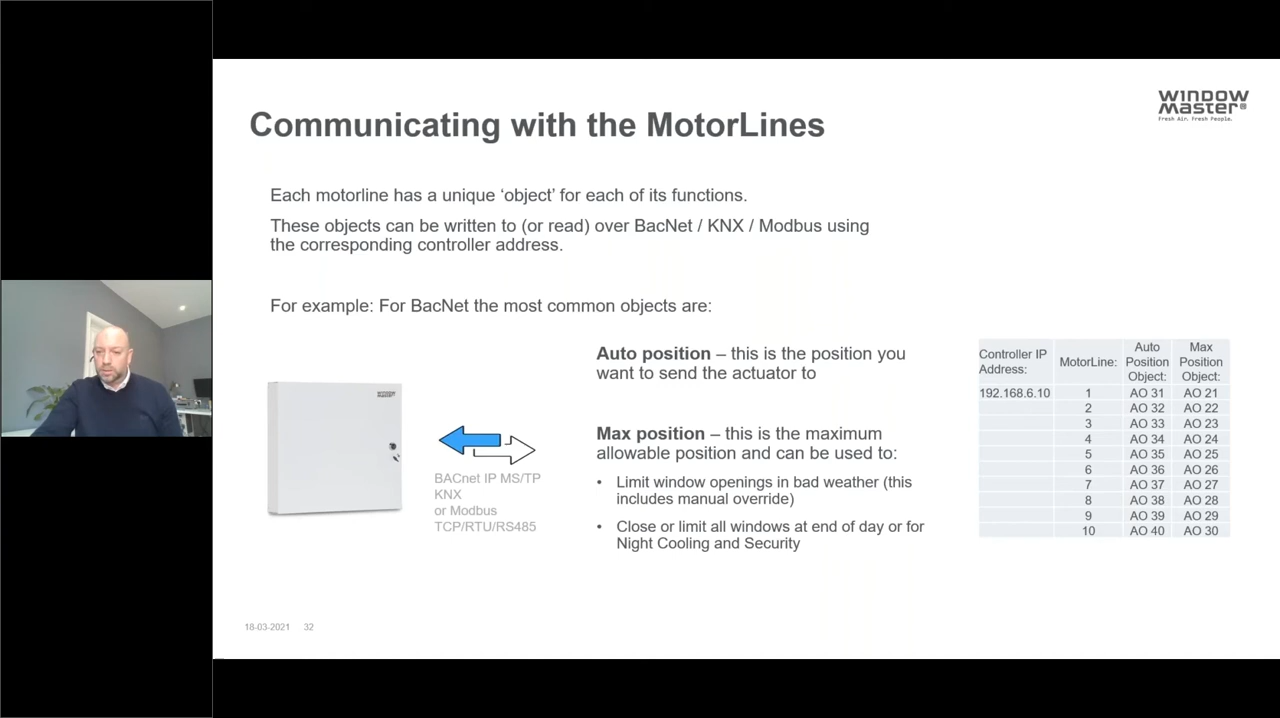 WINDOW
MASTER®
Fresh Air. Fresh People.
Communicating with the MotorLines
Each motorline has a unique ‘object’ for each of its functions.
These objects can be written to (or read) over BacNet / KNX / Modbus using
the corresponding controller address.
For example: For BacNet the most common objects are:
WINDOW
MASTER
BACnet IP MS/TP
KNX
or Modbus
TCP/RTU/RS485
Auto position – this is the position you
want to send the actuator to
Max position – this is the maximum
allowable position and can be used to:
• Limit window openings in bad weather (this
includes manual override)
• Close or limit all windows at end of day or for
Night Cooling and Security
Controller IP Address: MotorLine: Auto Position Object: Max Position Object:
192.168.6.10 1 AO 31 AO 21
2 AO 32 AO 22
3 AO 33 AO 23
4 AO 34 AO 24
5 AO 35 AO 25
6 AO 36 AO 26
7 AO 37 AO 27
8 AO 38 AO 28
9 AO 39 AO 29
10 AO 40 AO 30
18-03-2021 32